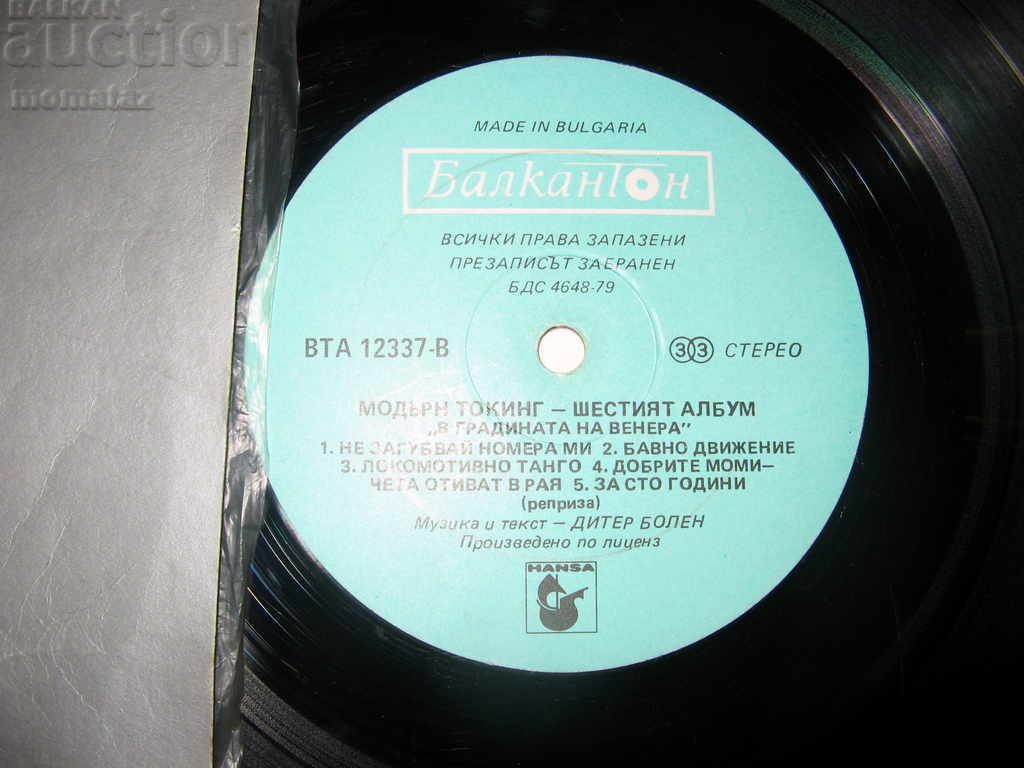 BALKAN
auction
momataz
MADE IN BULGARIA
Балкантон
ВСИЧКИ ПРАВА ЗАПАЗЕНИ
ПРЕЗАПИСЪТ ЗАБРАНЕН
БДС 4648-79
ВТА 12337-В
33 СТЕРЕО
МОДЪРН ТОКИНГ – ШЕСТИЯТ АЛБУМ
„В ГРАДИНАТА НА ВЕНЕРА"
1. НЕ ЗАГУБВАЙ НОМЕРА МИ 2. БАВНО ДВИЖЕНИЕ
3. ЛОКОМОТИВНО ТАНГО 4. ДОБРИТЕ МОМИ–
ЧЕТА ОТИВАТ В РАЯ 5. ЗА СТО ГОДИНИ
(реприза)
Музика и текст – ДИТЕР БОЛЕН
Произведено по лиценз
HANSA